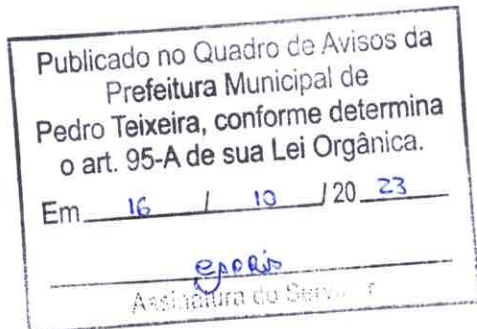 Publicado no Quadro de Avisos da
Prefeitura Municipal de
Pedro Teixeira, conforme determina
o art. 95-A de sua Lei Orgânica.
Em 16 / 10 / 20 23
Assinatura do